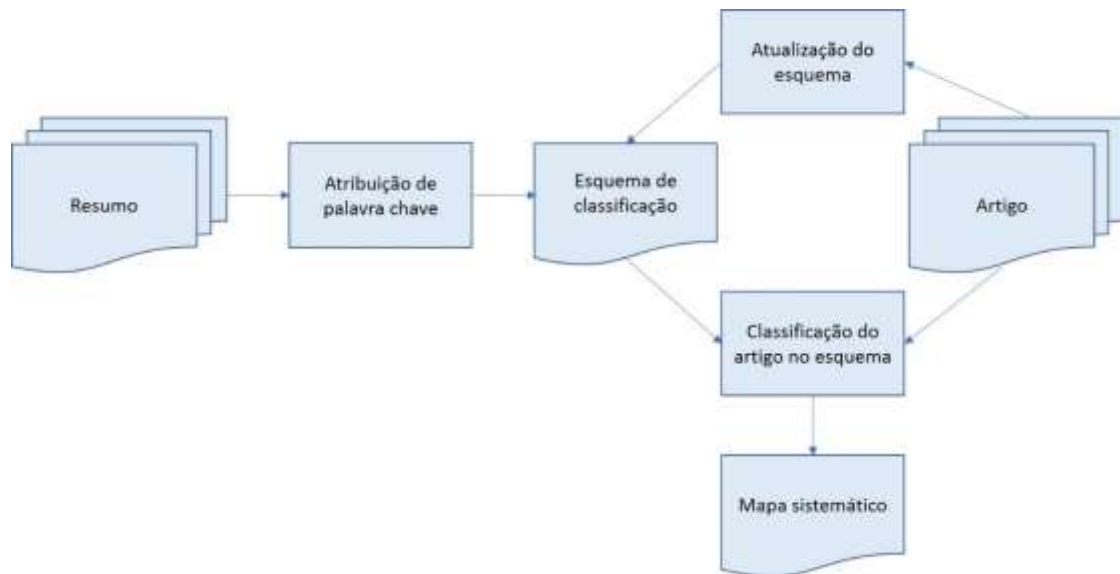 Atualização do
esquema
Resumo
Atribuição de
palavra chave
Esquema de
classificação
Artigo
Classificação do
artigo no esquema
Mapa sistemático